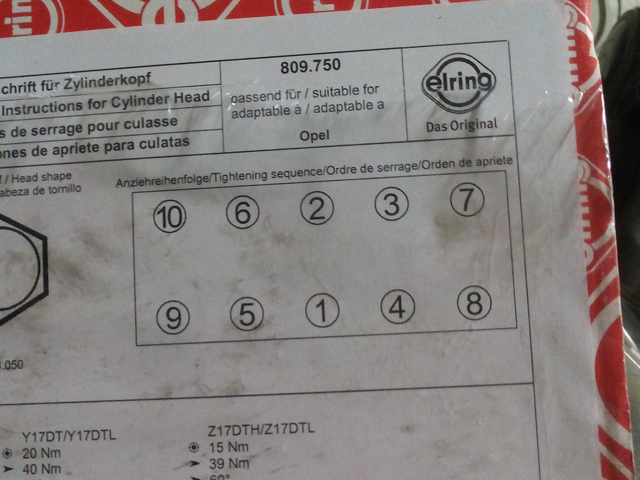 schrift für Zylinderkopf
Instructions for Cylinder Head
s de serrage pour culasse
ones de apriete para culatas
809.750
passend für / suitable for
adaptable à / adaptable a
Opel
elring
Das Original
/ Head shape
abeza de tornillo
Anziehreihenfolge/Tightening sequence/Ordre de serrage/Orden de apriete
10 6 2 3 7
9 5 1 4 8
.050
Y17DT/Y17DTL
20 Nm
40 Nm
Z17DTH/Z17DTL
15 Nm
39 Nm
60°